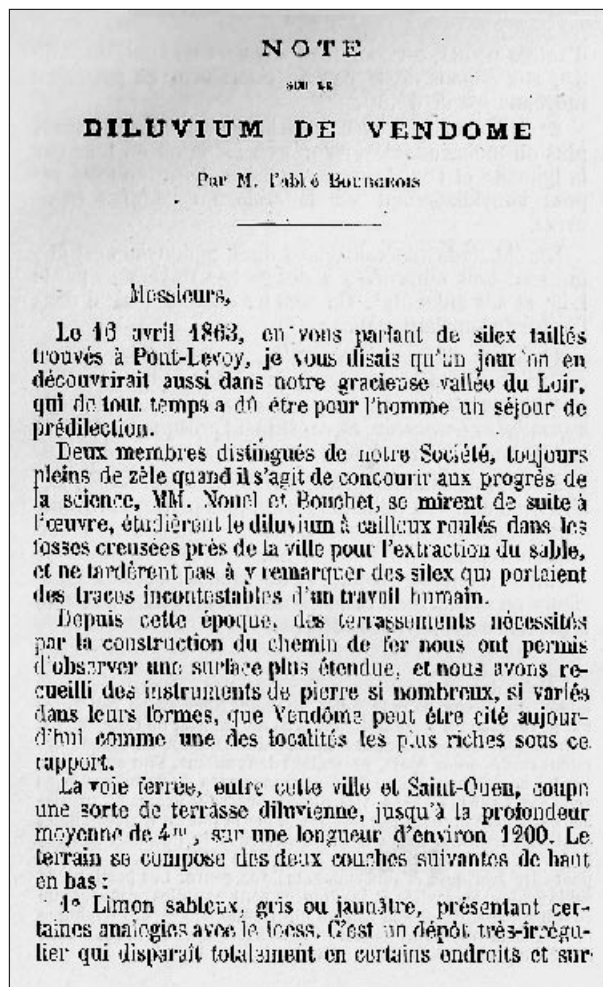 NOTE
SUR LE
DILUVIUM DE VENDOME
Par M. l'abbé BOURGEOIS
Messieurs,
Le 16 avril 1863, en vous parlant de silex taillés
trouvés à Pont-Levoy, je vous disais qu'un jour on en
découvrirait aussi dans notre gracieuse vallée du Loir,
qui de tout temps a dû être pour l'homme un séjour de
prédilection.
Deux membres distingués de notre Société, toujours
pleins de zèle quand il s'agit de concourir aux progrès de
la science, MM. Nouel et Bouchet, se mirent de suite à
l'œuvre, étudièrent le diluvium à cailloux roulés dans les
fosses creusées près de la ville pour l'extraction du sable,
et ne tardèrent pas à y remarquer des silex qui portaient
des traces incontestables d'un travail humain.
Depuis cette époque, des terrassements nécessités
par la construction du chemin de fer nous ont permis
d'observer une surface plus étendue, et nous avons re-
cueilli des instruments de pierre si nombreux, si variés
dans leurs formes, que Vendôme peut être cité aujour-
d'hui comme une des localités les plus riches sous ce
rapport.
La voie ferrée, entre cette ville et Saint-Ouen, coupe
une sorte de terrasse diluvienne, jusqu'à la profondeur
moyenne de 4m, sur une longueur d'environ 1200. Le
terrain se compose des deux couches suivantes de haut
en bas :
1° Limon sableux, gris ou jaunâtre, présentant cer-
taines analogies avec le loess. C'est un dépôt très-irrégu-
lier qui disparaît totalement en certains endroits et sur